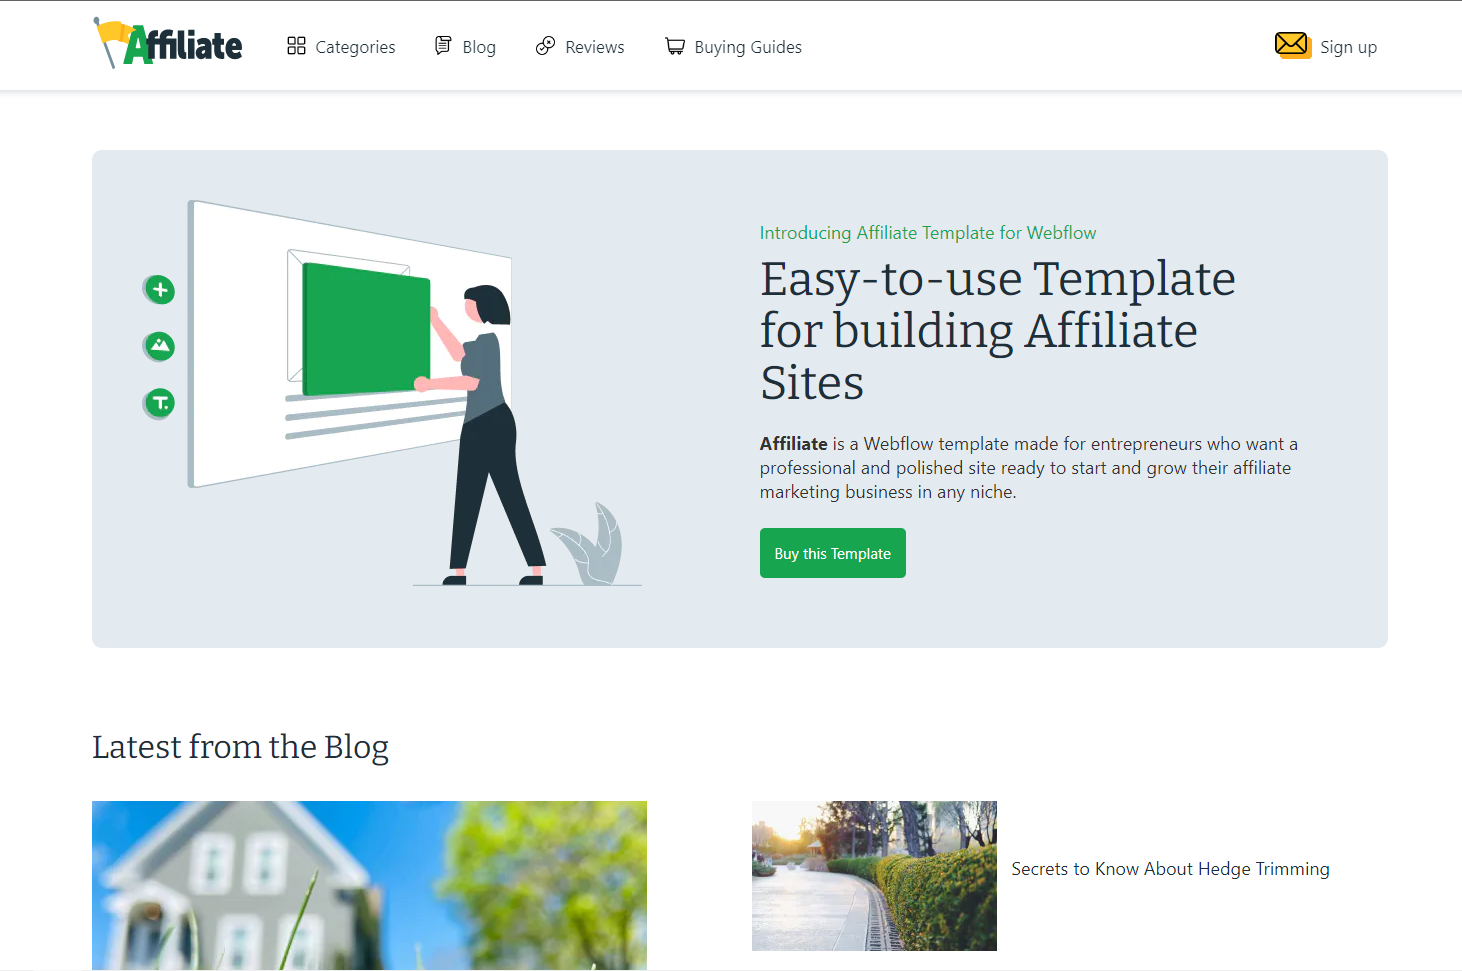 Affiliate
Categories
Blog
Reviews
Buying Guides
Sign up
T.
Introducing Affiliate Template for Webflow
Easy-to-use Template
for building Affiliate
Sites
Affiliate is a Webflow template made for entrepreneurs who want a
professional and polished site ready to start and grow their affiliate
marketing business in any niche.
Buy this Template
Latest from the Blog
Secrets to Know About Hedge Trimming